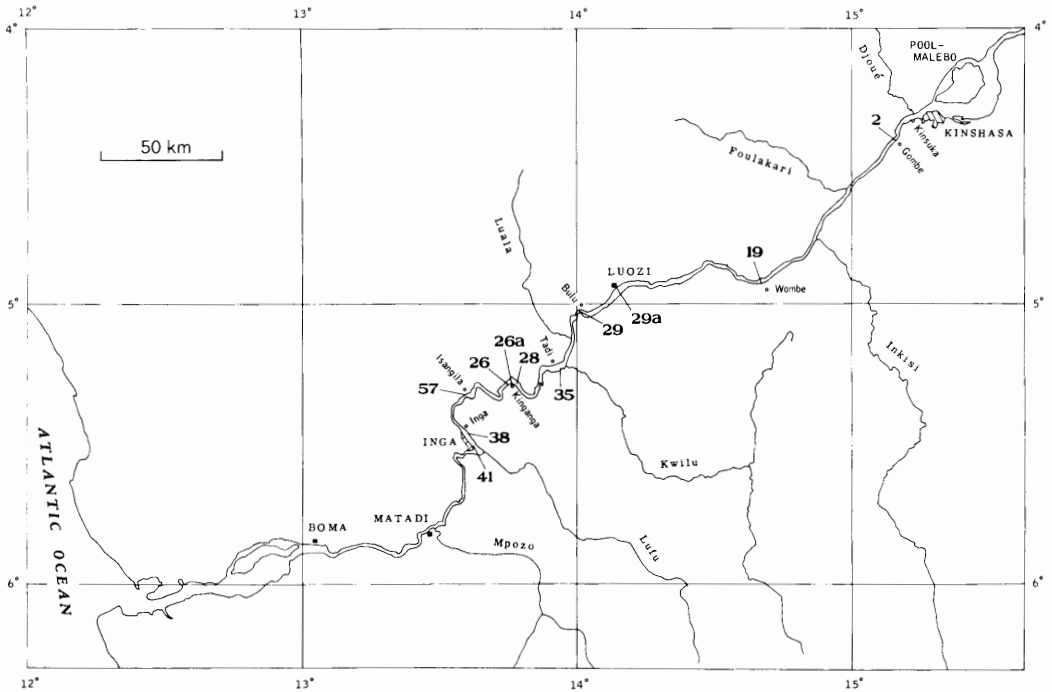 12°
13°
14°
15°
4°
4°
POOL-
MALEBO
Djoué
2
Kinsuka
KINSHASA
Gombe
50 km
Foulakari
Luala
19
LUOZI
Wombe
Bulu
5°
5°
29
29a
26a
Tadi
28
26
Isangila
Inkisi
57
Kinganga
35
Inga
38
INGA
41
Kwilu
ATLANTIC OCEAN
MATADI
BOMA
Mpozo
Lufu
6°
6°
12°
13°
14°
15°